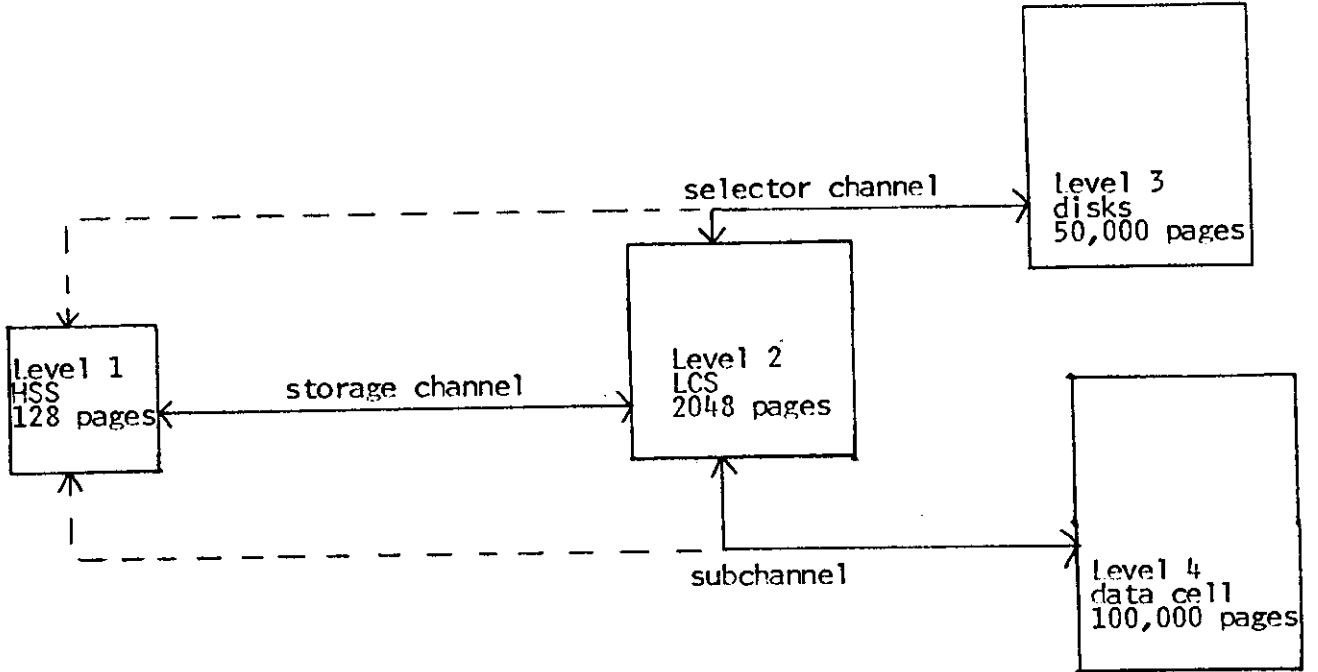 selector channel
Level 3
disks
50,000 pages
Level 1
HSS
128 pages
storage channel
Level 2
LCS
2048 pages
subchannel
Level 4
data cell
100,000 pages